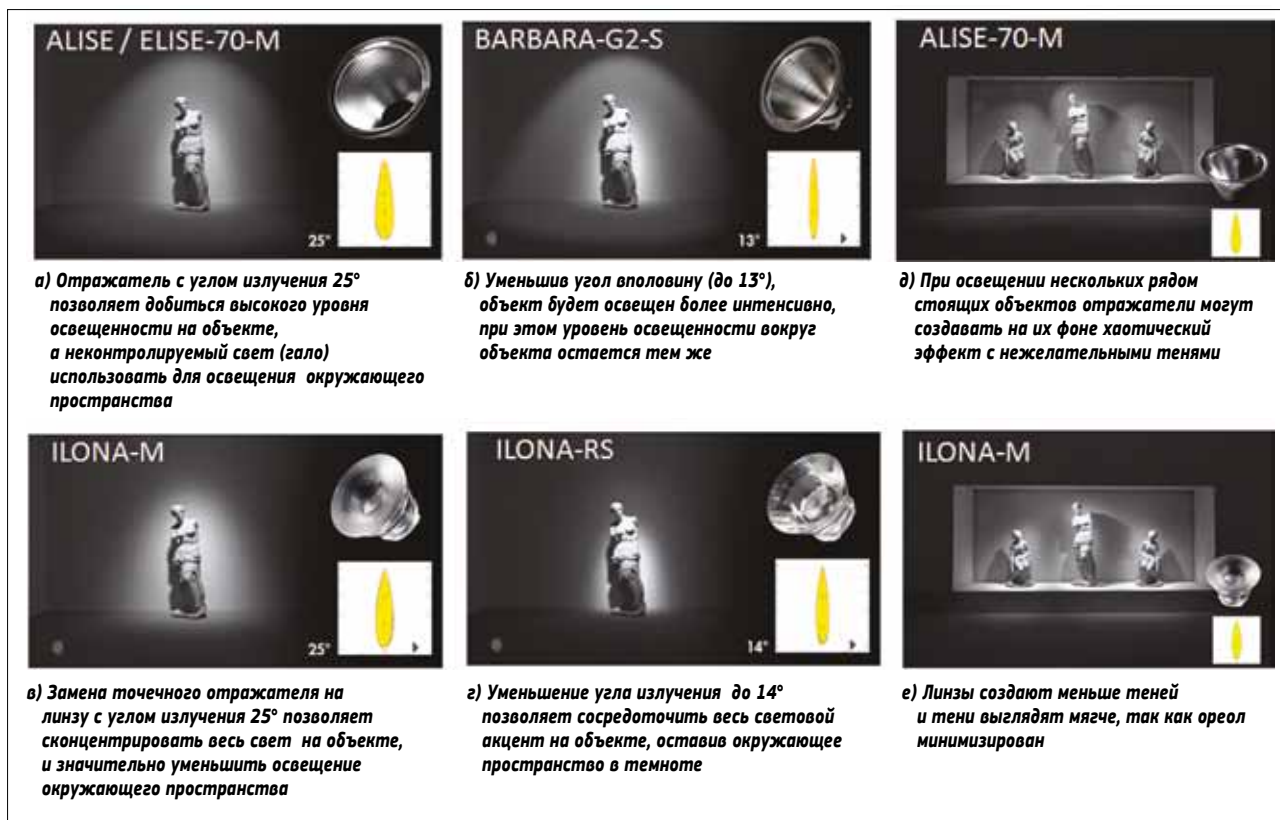 ALISE / ELISE-70-M
25°
а) Отражатель с углом излучения 25°
позволяет добиться высокого уровня
освещенности на объекте,
а неконтролируемый свет (гало)
использовать для освещения окружающего
пространства
BARBARA-G2-S
13°
б) Уменьшив угол вполовину (до 13°),
объект будет освещен более интенсивно,
при этом уровень освещенности вокруг
объекта остается тем же
ALISE-70-M
д) При освещении нескольких рядом
стоящих объектов отражатели могут
создавать на их фоне хаотический
эффект с нежелательными тенями
ILONA-M
25°
в) Замена точечного отражателя на
линзу с углом излучения 25° позволяет
сконцентрировать весь свет на объекте,
и значительно уменьшить освещение
окружающего пространства
ILONA-RS
14°
г) Уменьшение угла излучения до 14°
позволяет сосредоточить весь световой
акцент на объекте, оставив окружающее
пространство в темноте
ILONA-M
е) Линзы создают меньше теней
и тени выглядят мягче, так как ореол
минимизирован